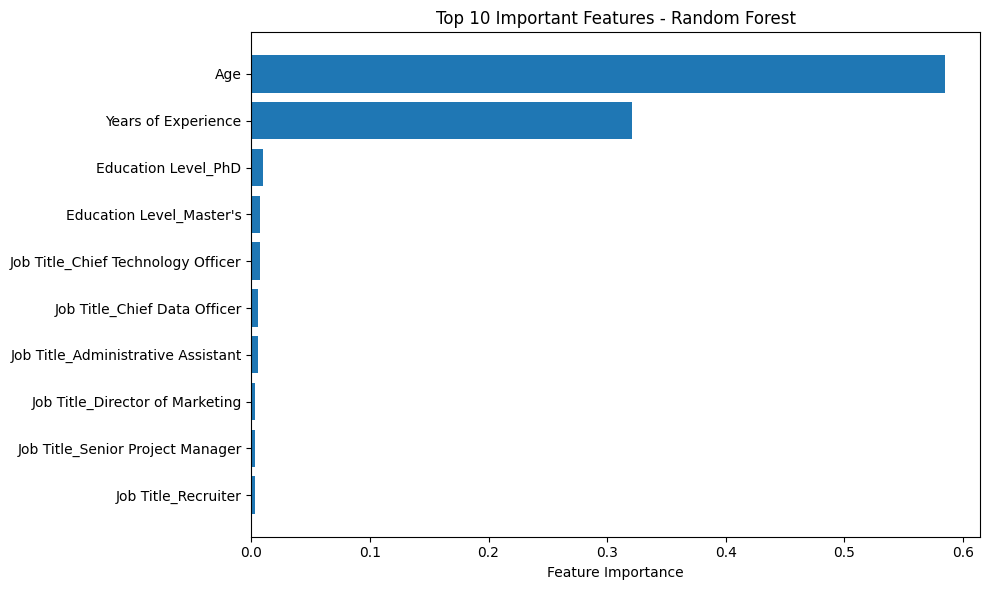 Top 10 Important Features - Random Forest
Age
Years of Experience
Education Level_PhD
Education Level_Master's
Job Title_Chief Technology Officer
Job Title_Chief Data Officer
Job Title_Administrative Assistant
Job Title_Director of Marketing
Job Title_Senior Project Manager
Job Title_Recruiter
0.0 0.1 0.2 0.3 0.4 0.5 0.6
Feature Importance